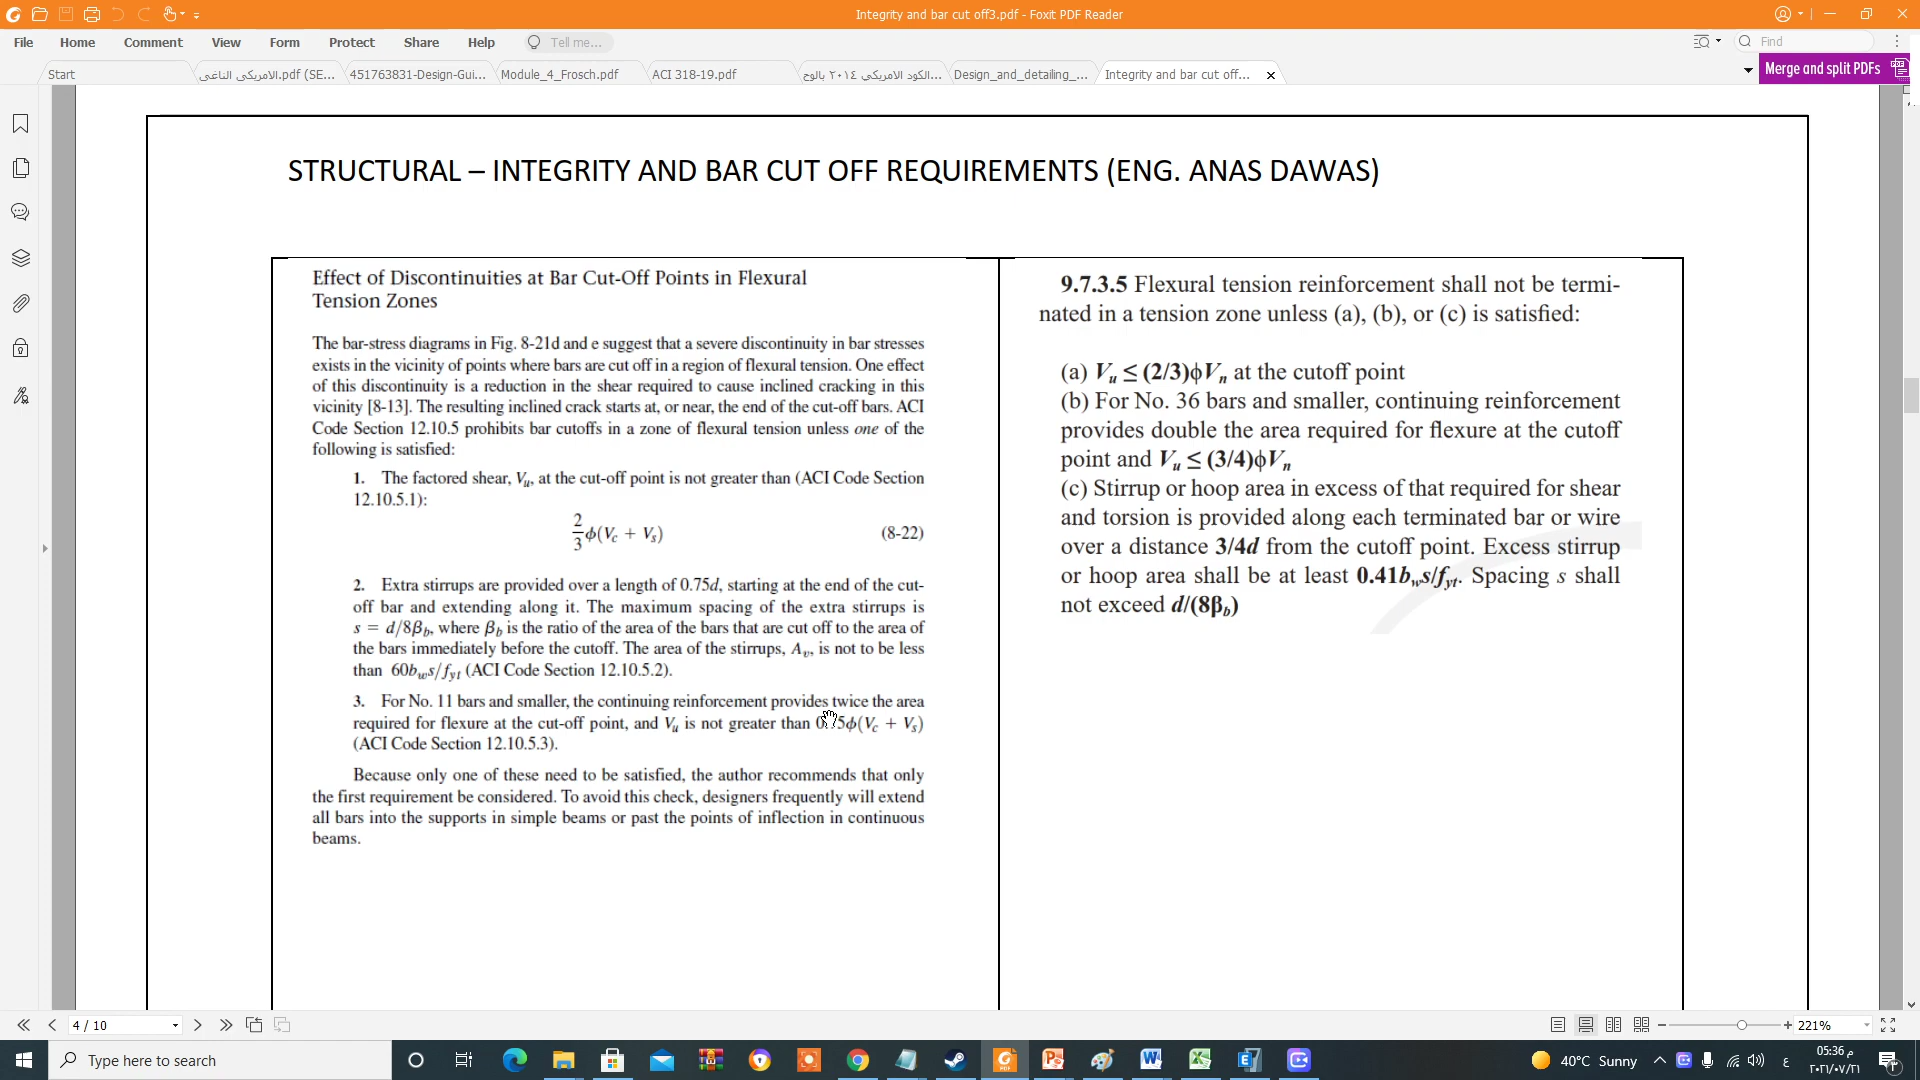 Integrity and bar cut off3.pdf - Foxit PDF Reader
File Home Comment View Form Protect Share Help Tell me... Find
Start
الامريكى الناغى.pdf (SE...
451763831-Design-Gui...
Module_4_Frosch.pdf
ACI 318-19.pdf
الكود الامريكي ٢٠١٤ بالوح...
Design_and_detailing_...
Integrity and bar cut off...
Merge and split PDFs
STRUCTURAL – INTEGRITY AND BAR CUT OFF REQUIREMENTS (ENG. ANAS DAWAS)
Effect of Discontinuities at Bar Cut-Off Points in Flexural
Tension Zones
The bar-stress diagrams in Fig. 8-21d and e suggest that a severe discontinuity in bar stresses
exists in the vicinity of points where bars are cut off in a region of flexural tension. One effect
of this discontinuity is a reduction in the shear required to cause inclined cracking in this
vicinity [8-13]. The resulting inclined crack starts at, or near, the end of the cut-off bars. ACI
Code Section 12.10.5 prohibits bar cutoffs in a zone of flexural tension unless one of the
following is satisfied:
1. The factored shear, Vu, at the cut-off point is not greater than (ACI Code Section
12.10.5.1):
2/3 ϕ(Vc + Vs) (8-22)
2. Extra stirrups are provided over a length of 0.75d, starting at the end of the cut-
off bar and extending along it. The maximum spacing of the extra stirrups is
s = d/8βb, where βb is the ratio of the area of the bars that are cut off to the area of
the bars immediately before the cutoff. The area of the stirrups, Av, is not to be less
than 60bws/fyt (ACI Code Section 12.10.5.2).
3. For No. 11 bars and smaller, the continuing reinforcement provides twice the area
required for flexure at the cut-off point, and Vu is not greater than 0.75ϕ(Vc + Vs)
(ACI Code Section 12.10.5.3).
Because only one of these need to be satisfied, the author recommends that only
the first requirement be considered. To avoid this check, designers frequently will extend
all bars into the supports in simple beams or past the points of inflection in continuous
beams.
9.7.3.5 Flexural tension reinforcement shall not be termi-
nated in a tension zone unless (a), (b), or (c) is satisfied:
(a) Vu ≤ (2/3)ϕVn at the cutoff point
(b) For No. 36 bars and smaller, continuing reinforcement
provides double the area required for flexure at the cutoff
point and Vu ≤ (3/4)ϕVn
(c) Stirrup or hoop area in excess of that required for shear
and torsion is provided along each terminated bar or wire
over a distance 3/4d from the cutoff point. Excess stirrup
or hoop area shall be at least 0.41bws/fyt. Spacing s shall
not exceed d/(8βb)
4 / 10
221%
Type here to search
40°C Sunny
ع
05:36 م
٢٠٢١/٠٧/٢١